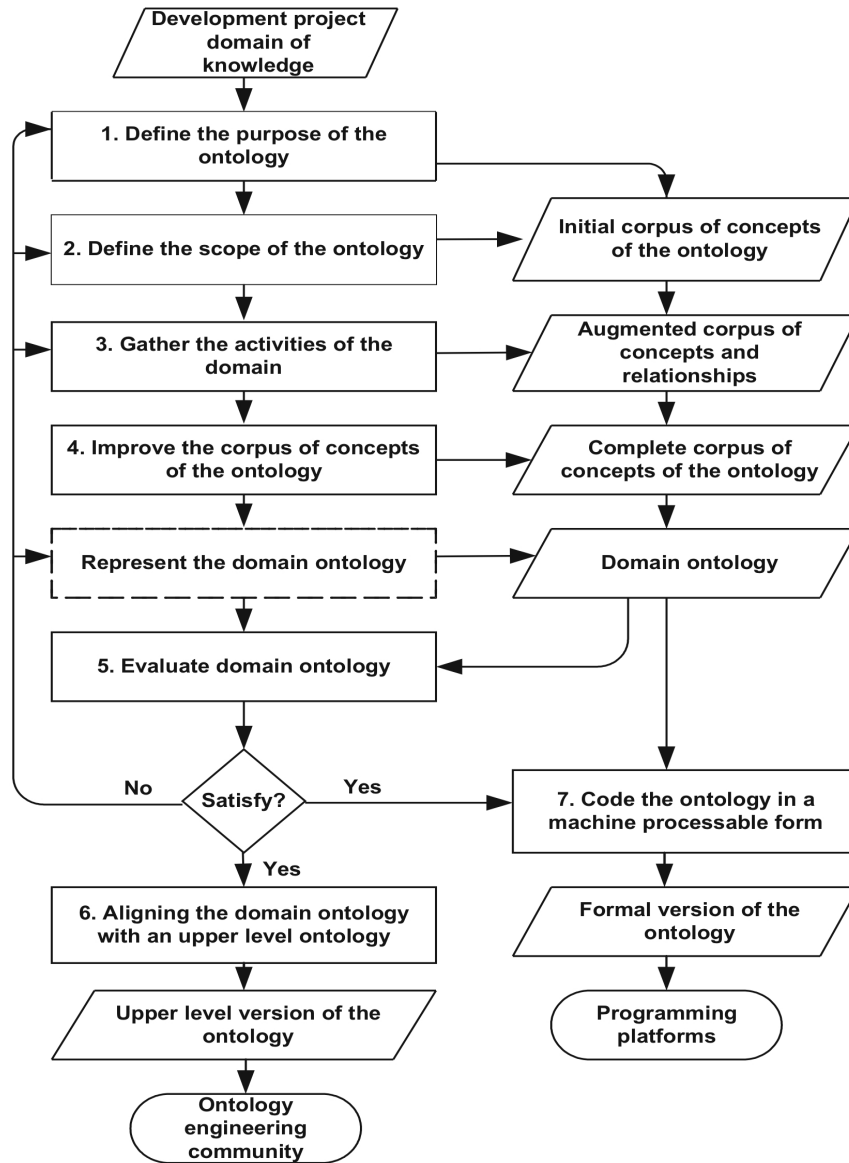 Development project
domain of
knowledge
1. Define the purpose of the
ontology
2. Define the scope of the ontology
Initial corpus of concepts
of the ontology
3. Gather the activities of the
domain
Augmented corpus of
concepts and
relationships
4. Improve the corpus of concepts
of the ontology
Complete corpus of
concepts of the ontology
Represent the domain ontology
Domain ontology
5. Evaluate domain ontology
No
Satisfy?
Yes
7. Code the ontology in a
machine processable form
Yes
6. Aligning the domain ontology
with an upper level ontology
Formal version of the
ontology
Upper level version of the
ontology
Programming
platforms
Ontology
engineering
community